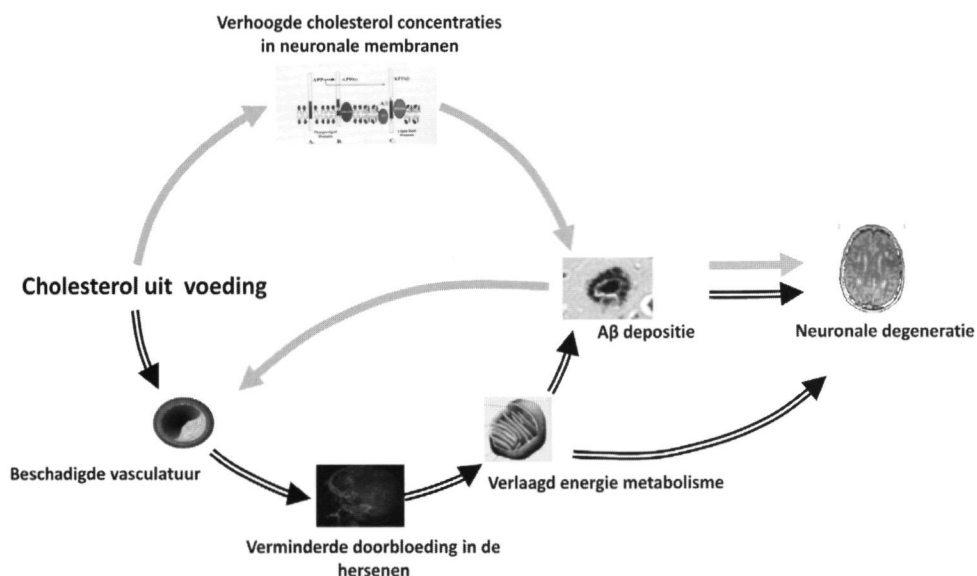 Verhoogde cholesterol concentraties
in neuronale membranen
A.
B.
C.
Cholesterol uit voeding
Aβ depositie
Neuronale degeneratie
Beschadigde vasculatuur
Verlaagd energie metabolisme
Verminderde doorbloeding in de
hersenen